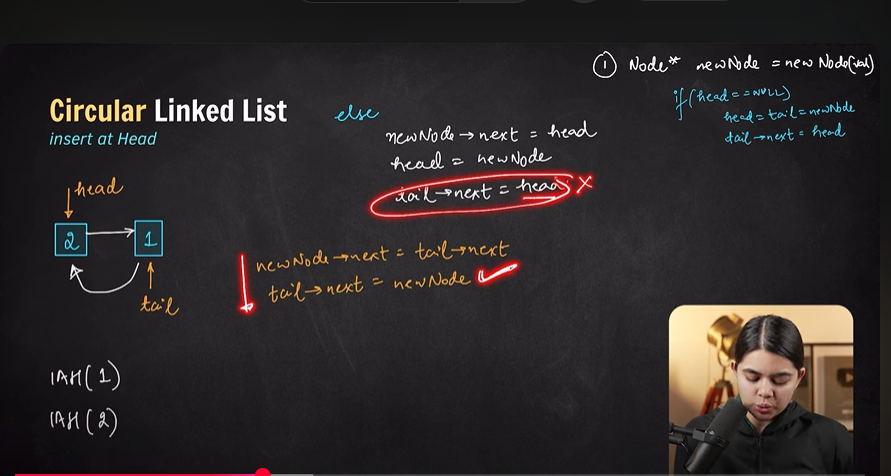 ① Node* newNode = new Node(val)
if(head==NULL)
head=tail=newNode
tail→next = head
Circular Linked List
insert at Head
else
newNode→next = head
head = newNode
tail→next = head X
head
2
1
tail
newNode→next = tail→next
tail→next = newNode
IAH(1)
IAH(2)